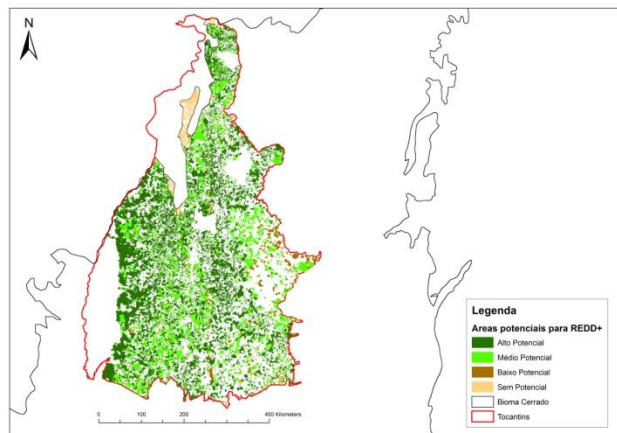 N
Legenda
Areas potenciais para REDD+
Alto Potencial
Médio Potencial
Baixo Potencial
Sem Potencial
Bioma Cerrado
Tocantins
0 100 200 400 Kilometers